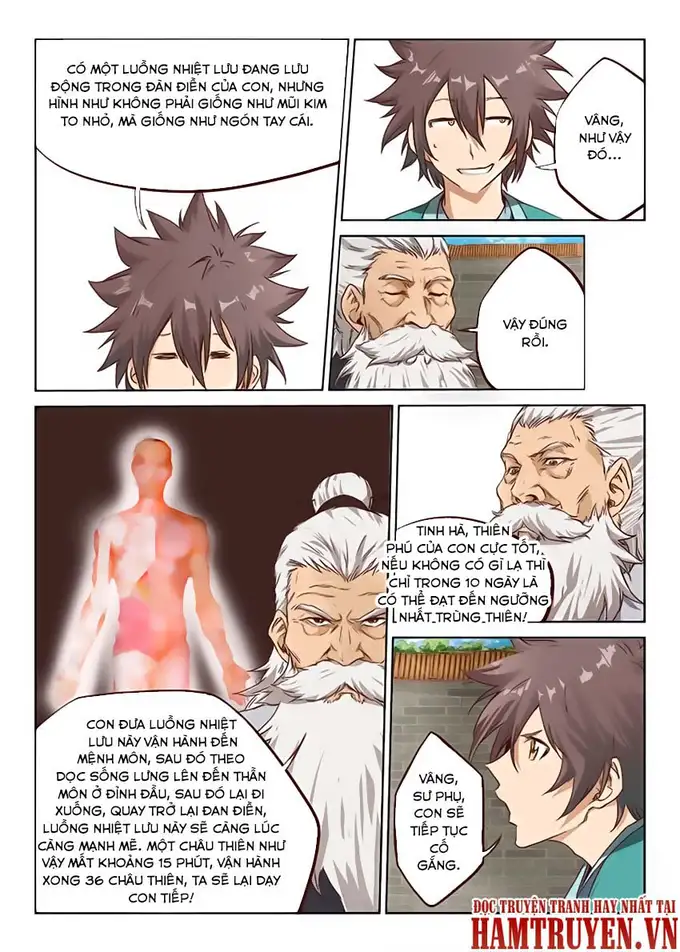 CÓ MỘT LUỒNG NHIỆT LƯU ĐANG LƯU
ĐỘNG TRONG ĐÀN ĐIỀN CỦA CON, NHƯNG
HÌNH NHƯ KHÔNG PHẢI GIỐNG NHƯ MŨI KIM
TO NHỎ, MÀ GIỐNG NHƯ NGÓN TAY CÁI.
VÂNG,
NHƯ VẬY
ĐÓ...
VẬY ĐÚNG
RỒI.
TINH HÀ, THIÊN
PHÚ CỦA CON CỰC TỐT,
NẾU KHÔNG CÓ GÌ LẠ THÌ
CHỈ TRONG 10 NGÀY LÀ
CÓ THỂ ĐẠT ĐẾN NGƯỠNG
NHẤT TRÙNG THIÊN!
CON ĐƯA LUỒNG NHIỆT
LƯU NÀY VẬN HÀNH ĐẾN
MỆNH MÔN, SAU ĐÓ THEO
DỌC SỐNG LƯNG LÊN ĐẾN THẦN
MÔN Ở ĐỈNH ĐẦU, SAU ĐÓ LẠI ĐI
XUỐNG, QUAY TRỞ LẠI ĐAN ĐIỀN,
LUỒNG NHIỆT LƯU NÀY SẼ CÀNG LÚC
CÀNG MẠNH MẼ. MỘT CHÂU THIÊN NHƯ
VẬY MẤT KHOẢNG 15 PHÚT, VẬN HÀNH
XONG 36 CHÂU THIÊN, TA SẼ LẠI DẠY
CON TIẾP!
VÂNG,
SƯ PHỤ,
CON SẼ
TIẾP TỤC
CỐ
GẮNG.
ĐỌC TRUYỆN TRANH HAY NHẤT TẠI
HAMTRUYEN.VN